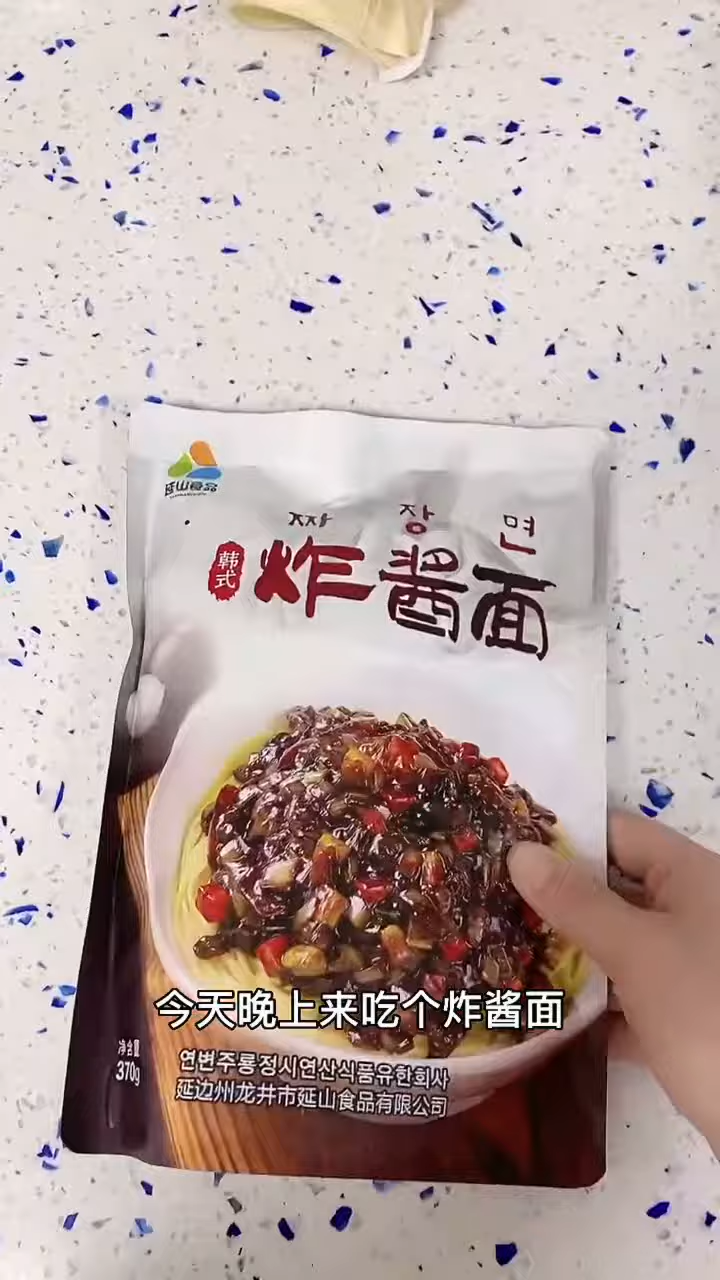 延山食品
짜장면
韩式
炸酱面
今天晚上来吃个炸酱面
净含量
370g
연변주룡정시연산식품유한회사
延边州龙井市延山食品有限公司